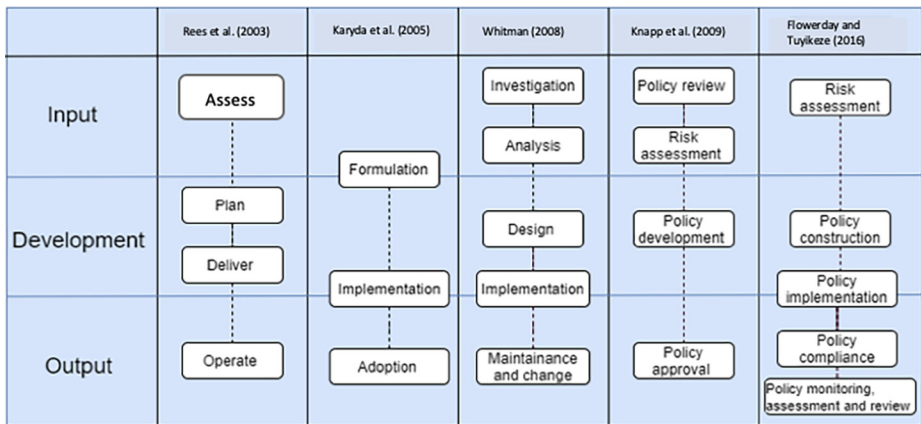 Rees et al. (2003)
Karyda et al. (2005)
Whitman (2008)
Knapp et al. (2009)
Flowerday and
Tuyikeze (2016)
Input
Assess
Investigation
Analysis
Policy review
Risk
assessment
Risk
assessment
Formulation
Development
Plan
Deliver
Design
Policy
development
Policy
construction
Implementation
Implementation
Policy
implementation
Output
Operate
Adoption
Maintainance
and change
Policy
approval
Policy
compliance
Policy monitoring,
assessment and review